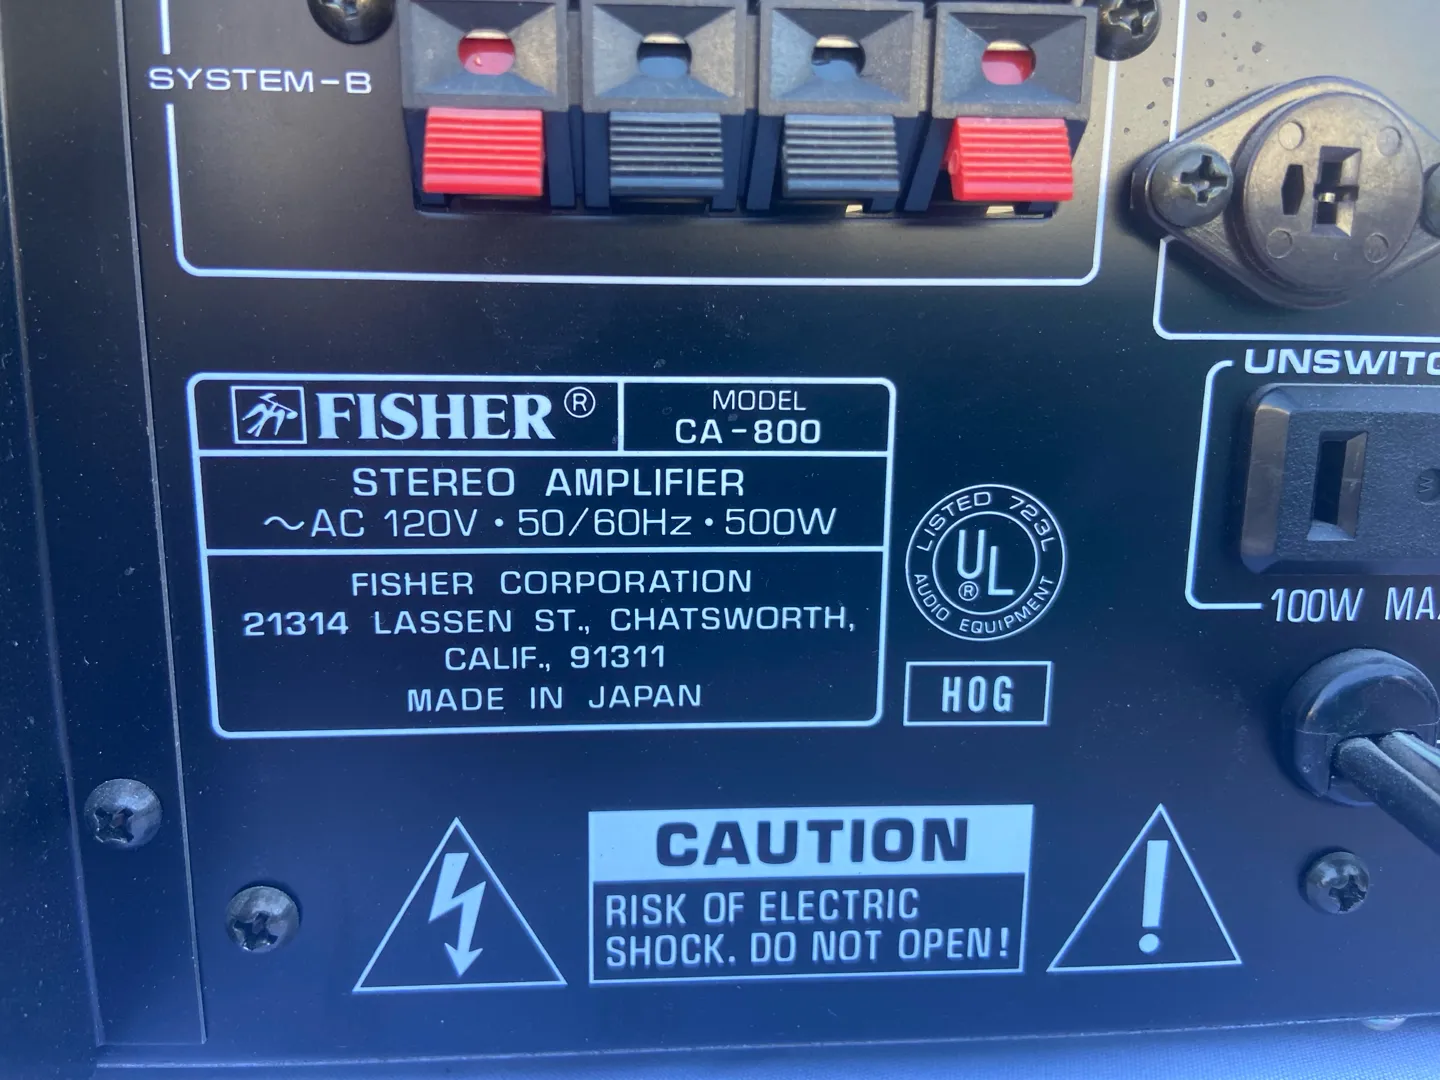 SYSTEM-B
UNSWITC
FISHER®
MODEL
CA-800
STEREO AMPLIFIER
~AC 120V • 50/60Hz • 500W
FISHER CORPORATION
21314 LASSEN ST., CHATSWORTH,
CALIF., 91311
MADE IN JAPAN
LISTED 723L
UL®
AUDIO EQUIPMENT
HOG
100W MAX
CAUTION
RISK OF ELECTRIC
SHOCK. DO NOT OPEN!